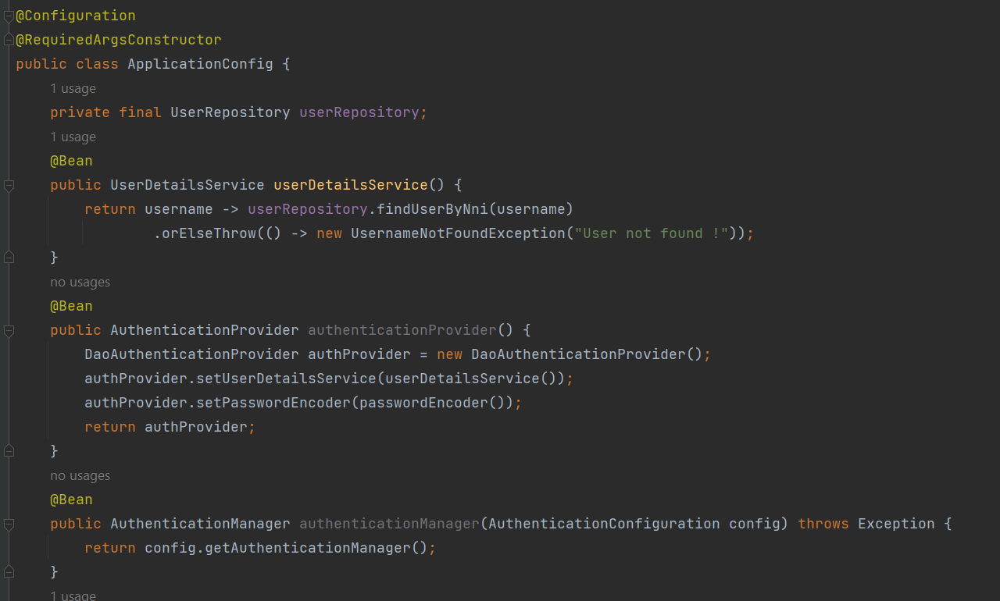 @Configuration
@RequiredArgsConstructor
public class ApplicationConfig {
1 usage
private final UserRepository userRepository;
1 usage
@Bean
public UserDetailsService userDetailsService() {
return username -> userRepository.findUserByNni(username)
.orElseThrow(() -> new UsernameNotFoundException("User not found !"));
}
no usages
@Bean
public AuthenticationProvider authenticationProvider() {
DaoAuthenticationProvider authProvider = new DaoAuthenticationProvider();
authProvider.setUserDetailsService(userDetailsService());
authProvider.setPasswordEncoder(passwordEncoder());
return authProvider;
}
no usages
@Bean
public AuthenticationManager authenticationManager(AuthenticationConfiguration config) throws Exception {
return config.getAuthenticationManager();
}
1 usage